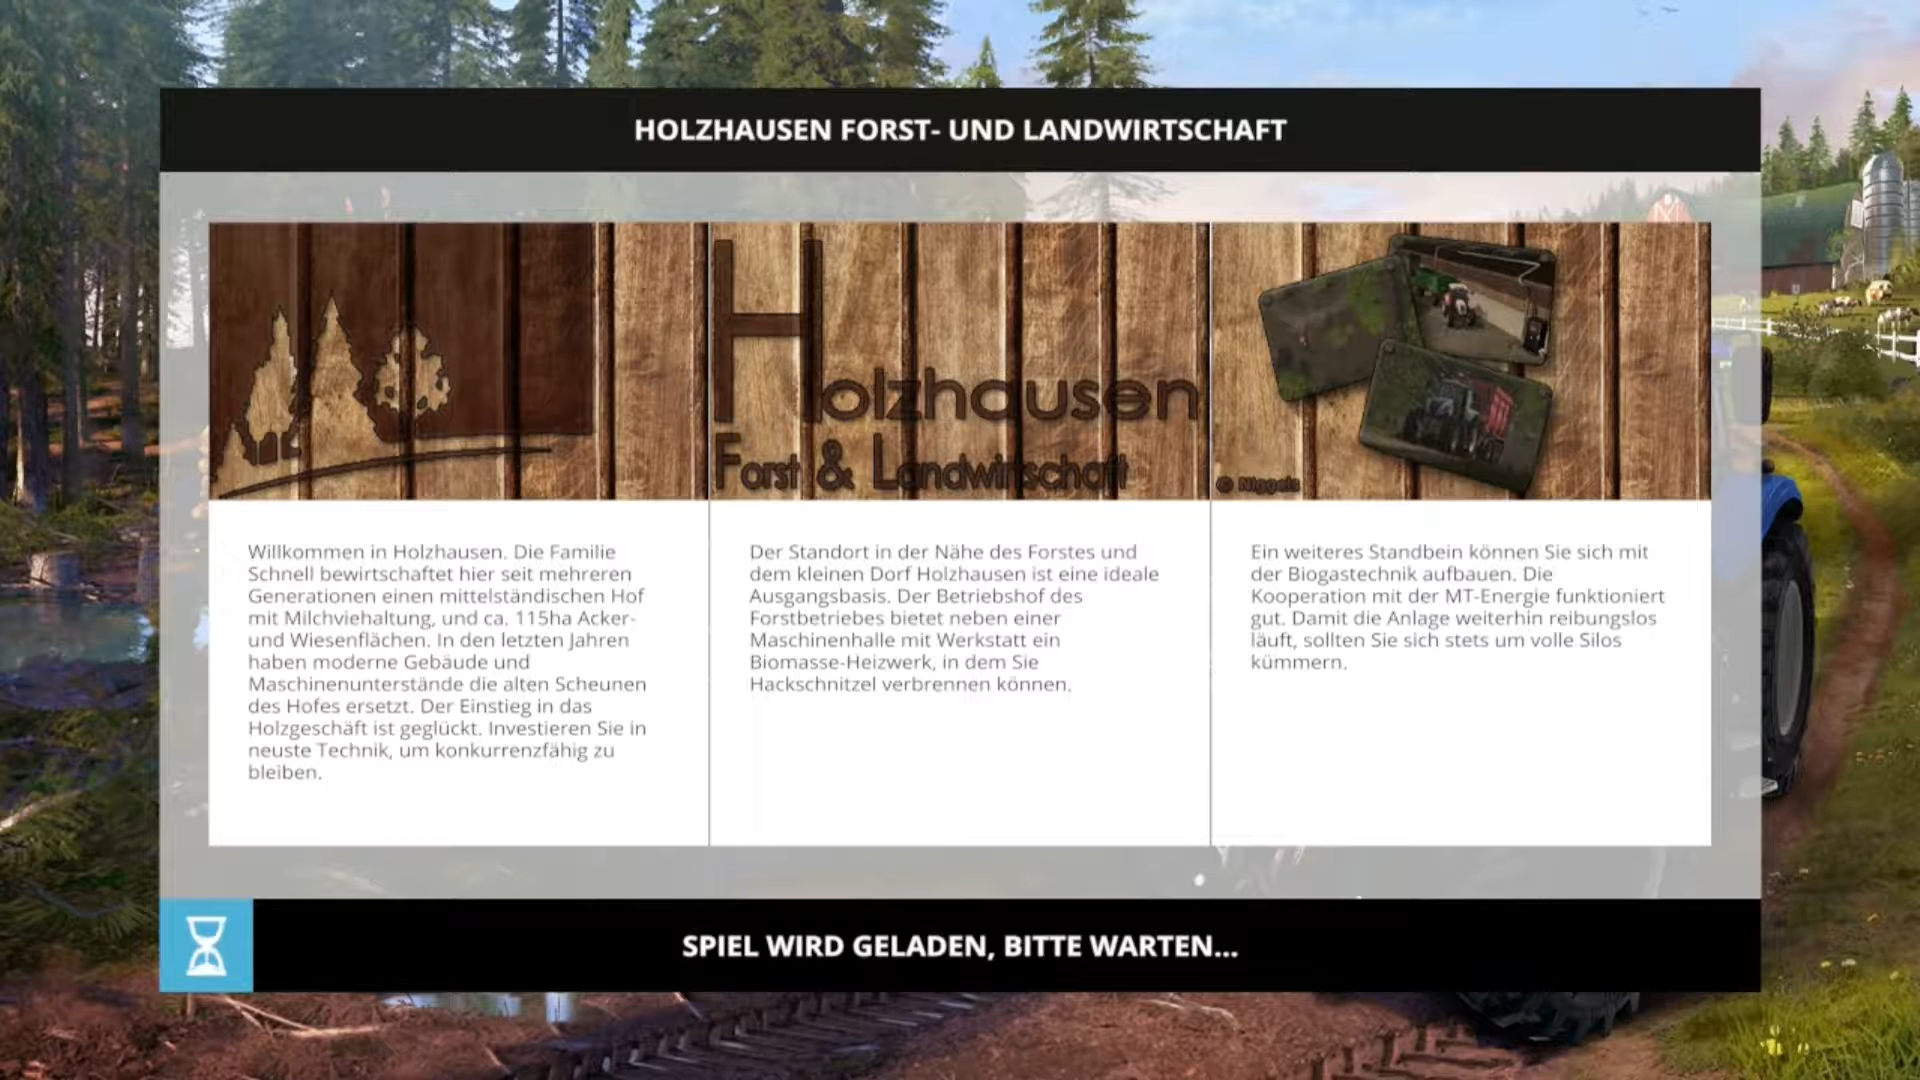 HOLZHAUSEN FORST- UND LANDWIRTSCHAFT
Holzhausen
Forst & Landwirtschaft
© Niggels
Willkommen in Holzhausen. Die Familie
Schnell bewirtschaftet hier seit mehreren
Generationen einen mittelständischen Hof
mit Milchviehaltung, und ca. 115ha Acker-
und Wiesenflächen. In den letzten Jahren
haben moderne Gebäude und
Maschinenunterstände die alten Scheunen
des Hofes ersetzt. Der Einstieg in das
Holzgeschäft ist geglückt. Investieren Sie in
neuste Technik, um konkurrenzfähig zu
bleiben.
Der Standort in der Nähe des Forstes und
dem kleinen Dorf Holzhausen ist eine ideale
Ausgangsbasis. Der Betriebshof des
Forstbetriebes bietet neben einer
Maschinenhalle mit Werkstatt ein
Biomasse-Heizwerk, in dem Sie
Hackschnitzel verbrennen können.
Ein weiteres Standbein können Sie sich mit
der Biogastechnik aufbauen. Die
Kooperation mit der MT-Energie funktioniert
gut. Damit die Anlage weiterhin reibungslos
läuft, sollten Sie sich stets um volle Silos
kümmern.
SPIEL WIRD GELADEN, BITTE WARTEN...